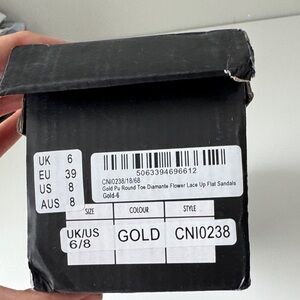 UK 6
EU 39
US 8
AUS 8
5063394696612
CNI0238/18/68
Gold Pu Round Toe Diamante Flower Lace Up Flat Sandals
Gold-6
SIZE COLOUR STYLE
UK/US 6/8 GOLD CNI0238